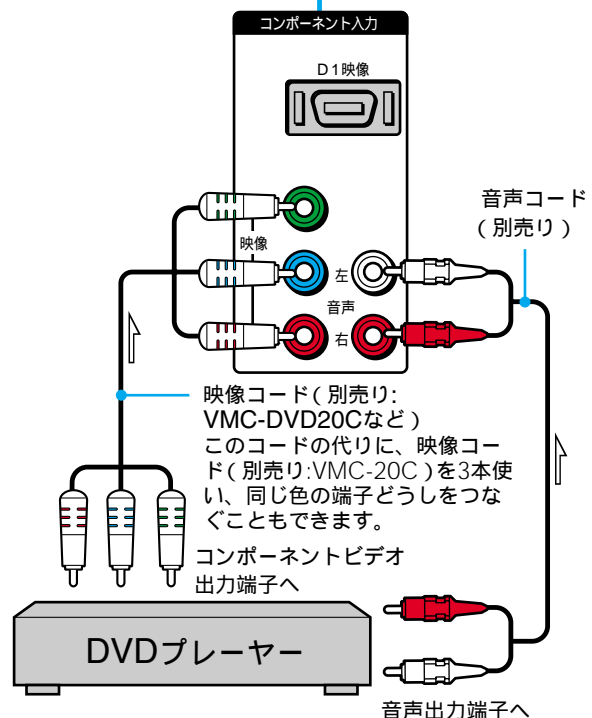 コンポーネント入力
D1映像
映像
左
音声
右
音声コード
(別売り)
映像コード(別売り:
VMC-DVD20Cなど)
このコードの代りに、映像コー
ド(別売り:VMC-20C)を3本使
い、同じ色の端子どうしをつな
ぐこともできます。
コンポーネントビデオ
出力端子へ
DVDプレーヤー
音声出力端子へ